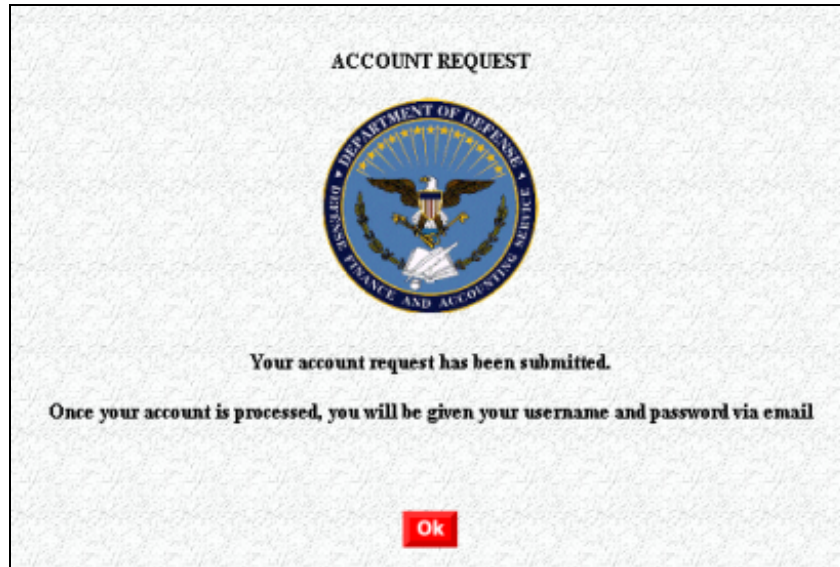 ACCOUNT REQUEST
DEPARTMENT OF DEFENSE
DEFENSE FINANCE AND ACCOUNTING SERVICE
Your account request has been submitted.
Once your account is processed, you will be given your username and password via email
Ok